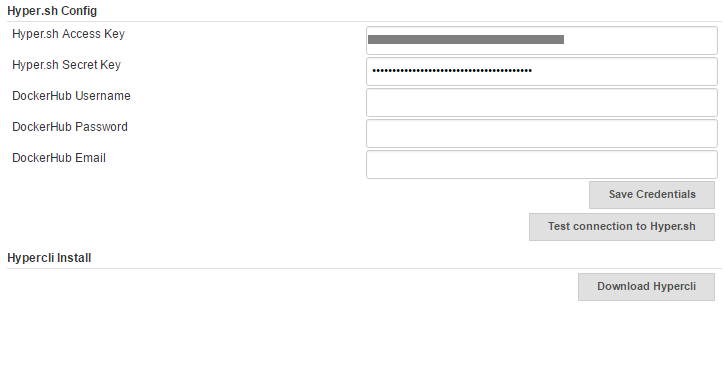 Hyper.sh Config
Hyper.sh Access Key
Hyper.sh Secret Key
DockerHub Username
DockerHub Password
DockerHub Email
Save Credentials
Test connection to Hyper.sh
Hypercli Install
Download Hypercli